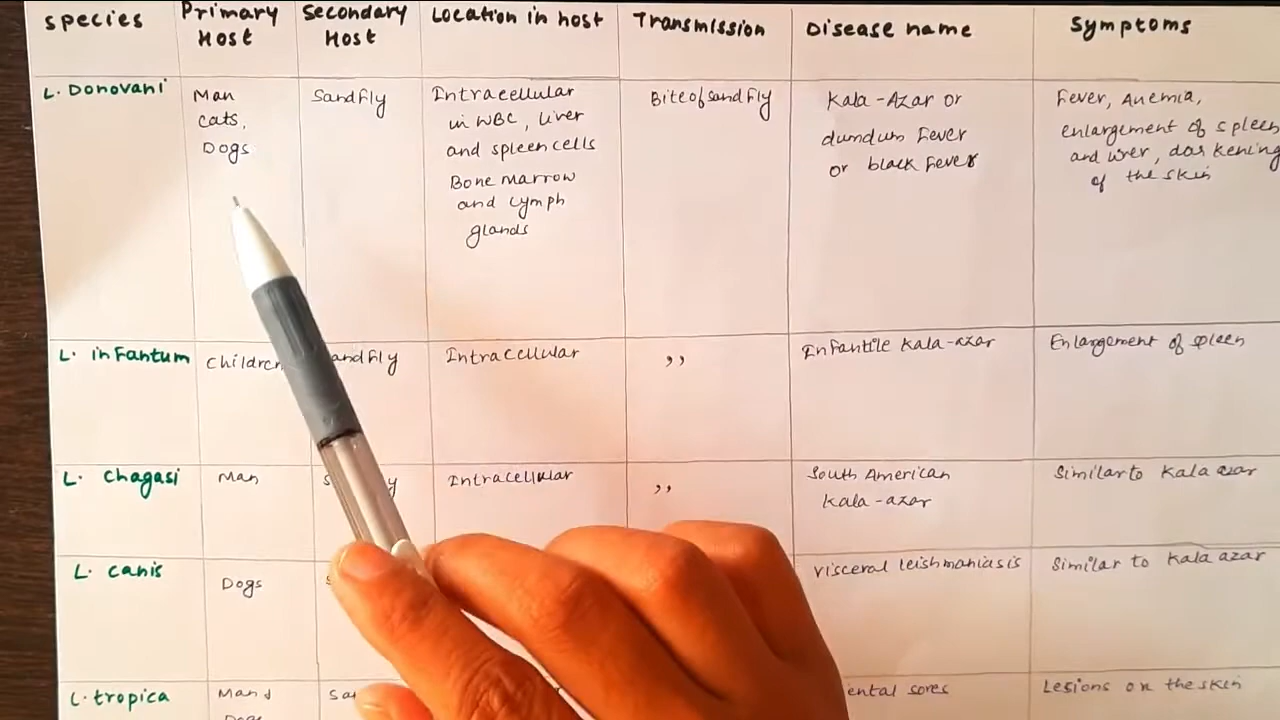 species
Primary Host
Secondary Host
Location in host
Transmission
Disease name
Symptoms
L. Donovani
Man
cats,
Dogs
Sandfly
Intracellular
in WBC, liver
and spleen cells
Bone marrow
and lymph
glands
Bite of sandfly
Kala-Azar or
dumdum Fever
or black Fever
Fever, Anemia,
enlargement of spleen
and liver, darkening
of the skin
L. infantum
Children
Intracellular
,,
Infantile Kala-azar
Enlargement of spleen
L. Chagasi
Man
Intracellular
,,
South American
Kala-azar
Similar to Kala azar
L. canis
Dogs
visceral leishmaniasis
Similar to Kala azar
L. tropica
Man &
Lesions on the skin
sores